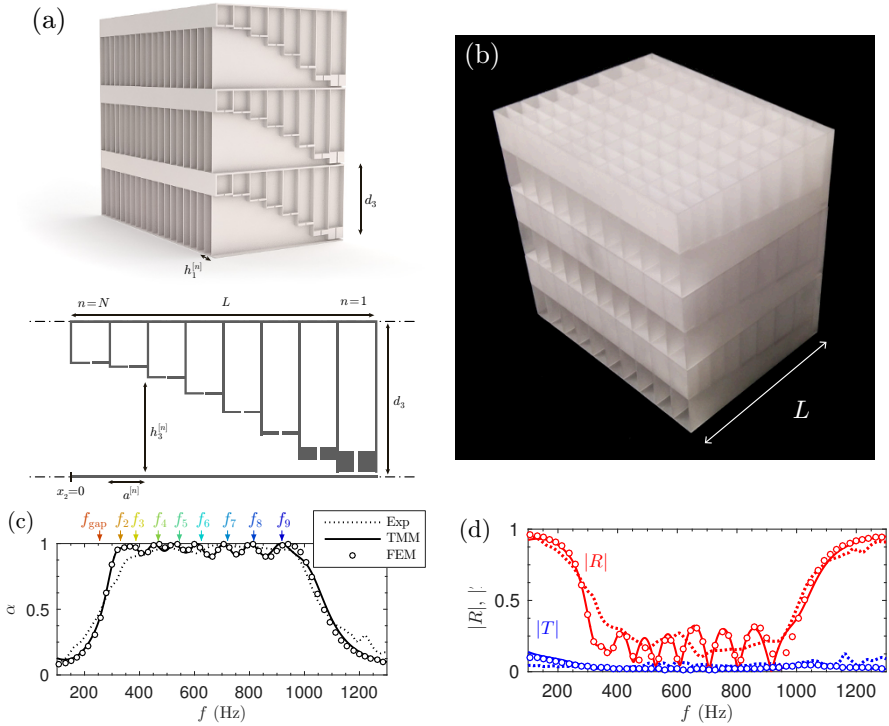 (a)
d₃
h₁^[n]
n=N L n=1
h₃^[n]
d₃
x₂=0 a^[n]
(b)
L
(c)
f_gap f₂ f₃ f₄ f₅ f₆ f₇ f₈ f₉
Exp
TMM
FEM
α
1
0.5
0
200 400 600 800 1000 1200
f (Hz)
(d)
|R|, |
1
0.5
0
|R|
|T|
200 400 600 800 1000 1200
f (Hz)